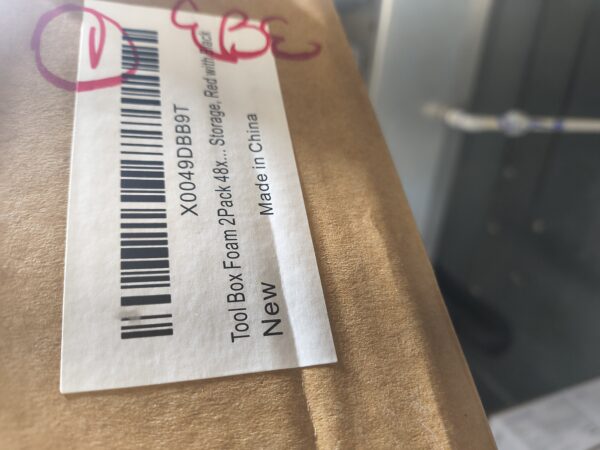 X0049DBB9T
Tool Box Foam 2Pack 48x... Storage, Red with Black
New
Made in China